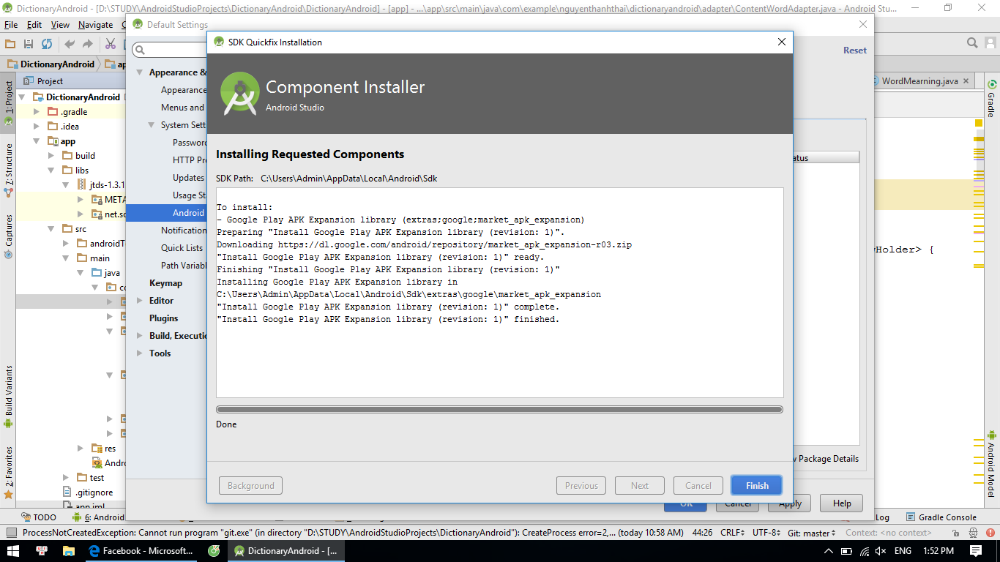 DictionaryAndroid - [D:\STUDY\AndroidStudioProjects\DictionaryAndroid\DictionaryAndroid] - [app] - ...\app\src\main\java\com\example\nguyenthanhthai\dictionaryandroid\adapter\ContentWordAdapter.java - Android Stu...
File Edit View Navigate
Default Settings
SDK Quickfix Installation
Reset
DictionaryAndroid
Component Installer
Android Studio
Project
WordMearning.java
1: Project
7: Structure
Captures
Build Variants
2: Favorites
DictionaryAndroid
.gradle
.idea
app
build
libs
jtds-1.3.1
META
net.so
src
androidT
main
java
co
res
Andro
test
.gitignore
app.iml
Appearance &
Appearance
Menus and
System Sett
Password
HTTP Pro
Updates
Usage St
Android
Notification
Quick Lists
Path Variabl
Keymap
Editor
Plugins
Build, Executio
Tools
Installing Requested Components
SDK Path: C:\Users\Admin\AppData\Local\Android\Sdk
To install:
- Google Play APK Expansion library (extras;google;market_apk_expansion)
Preparing "Install Google Play APK Expansion library (revision: 1)".
Downloading https://dl.google.com/android/repository/market_apk_expansion-r03.zip
"Install Google Play APK Expansion library (revision: 1)" ready.
Finishing "Install Google Play APK Expansion library (revision: 1)"
Installing Google Play APK Expansion library in
C:\Users\Admin\AppData\Local\Android\Sdk\extras\google\market_apk_expansion
"Install Google Play APK Expansion library (revision: 1)" complete.
"Install Google Play APK Expansion library (revision: 1)" finished.
Done
Background Previous Next Cancel Finish
atus
yHolder> {
Package Details
OK Cancel Apply Help
Gradle
Android Model
TODO 6: Android Log Gradle Console
ProcessNotCreatedException: Cannot run program "git.exe" (in directory "D:\STUDY\AndroidStudioProjects\DictionaryAndroid"): CreateProcess error=2,... (today 10:58 AM) 44:26 CRLF UTF-8 Git: master Context: <no context>
Facebook - Microsoft... DictionaryAndroid - [... ENG 1:52 PM